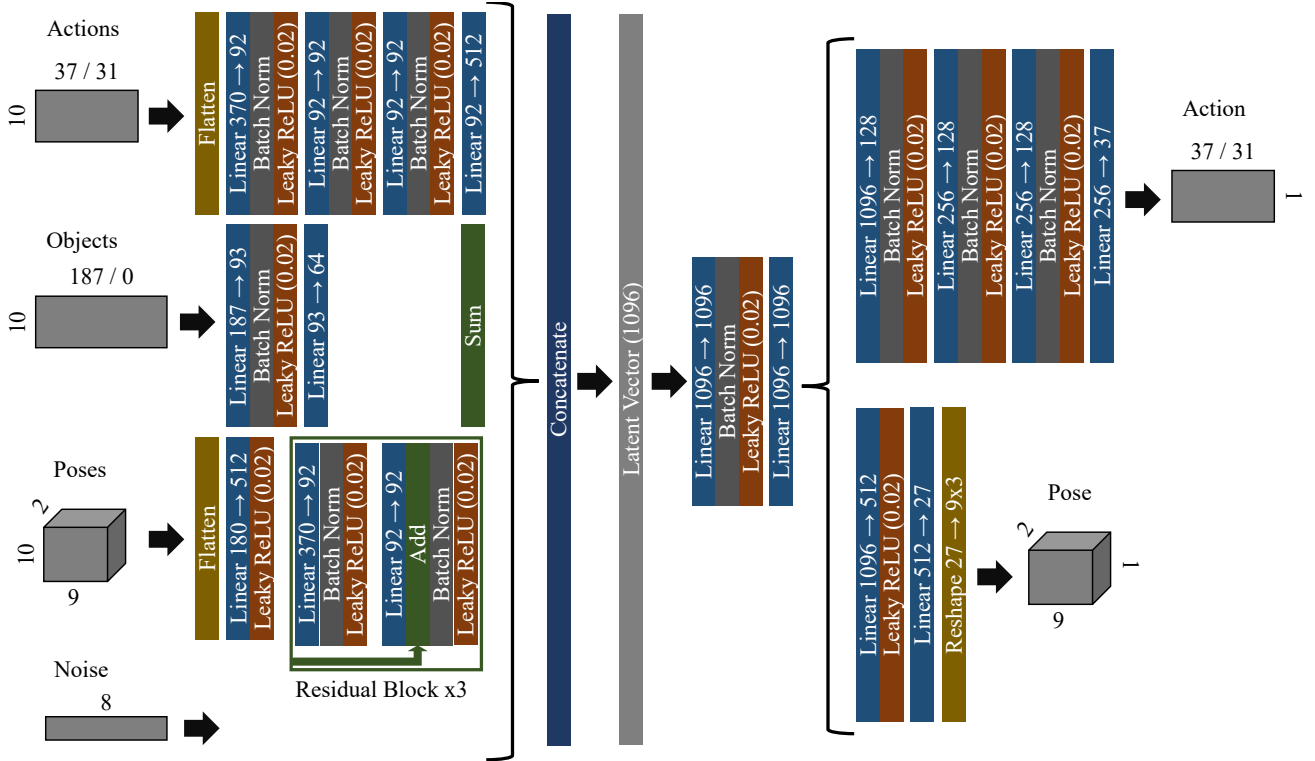 Actions
37 / 31
10
Flatten
Linear 370 → 92
Batch Norm
Leaky ReLU (0.02)
Linear 92 → 92
Batch Norm
Leaky ReLU (0.02)
Linear 92 → 92
Batch Norm
Leaky ReLU (0.02)
Linear 92 → 512
Objects
187 / 0
10
Linear 187 → 93
Batch Norm
Leaky ReLU (0.02)
Linear 93 → 64
Sum
Poses
2
10
9
Flatten
Linear 180 → 512
Leaky ReLU (0.02)
Linear 370 → 92
Batch Norm
Leaky ReLU (0.02)
Linear 92 → 92
Add
Batch Norm
Leaky ReLU (0.02)
Residual Block x3
Noise
8
Concatenate
Latent Vector (1096)
Linear 1096 → 1096
Batch Norm
Leaky ReLU (0.02)
Linear 1096 → 1096
Linear 1096 → 128
Batch Norm
Leaky ReLU (0.02)
Linear 256 → 128
Batch Norm
Leaky ReLU (0.02)
Linear 256 → 128
Batch Norm
Leaky ReLU (0.02)
Linear 256 → 37
Action
37 / 31
1
Linear 1096 → 512
Leaky ReLU (0.02)
Linear 512 → 27
Reshape 27 → 9x3
Pose
2
1
9